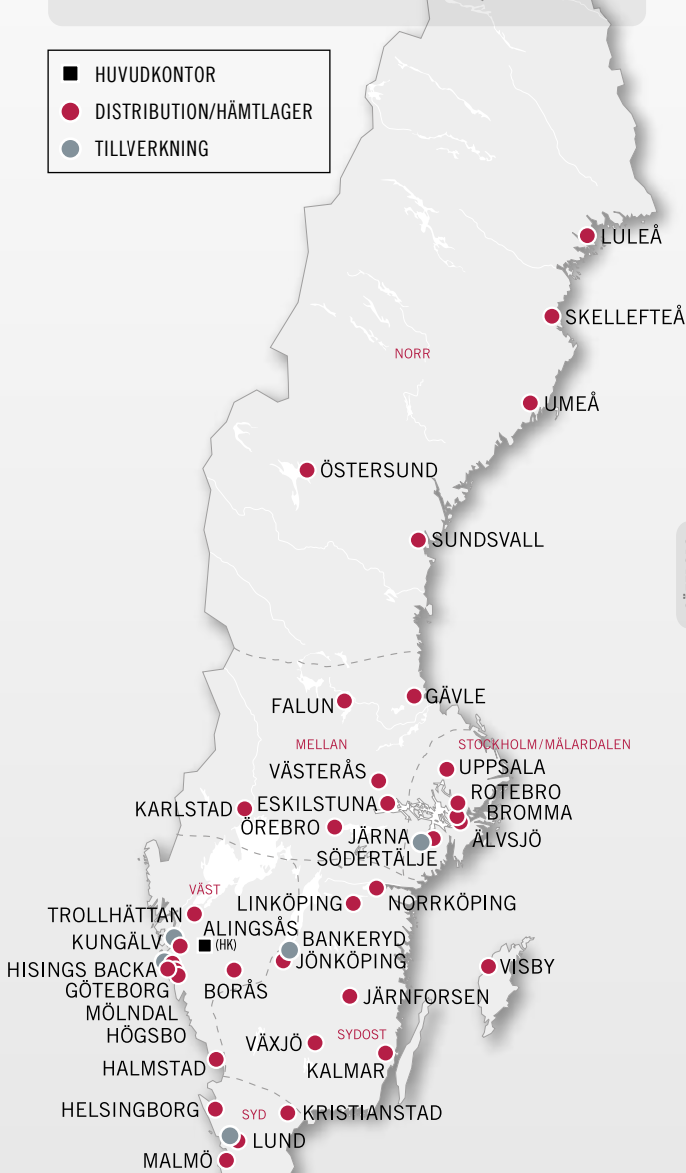 HUVUDKONTOR
DISTRIBUTION/HÄMTLAGER
TILLVERKNING
LULEÅ
SKELLEFTEÅ
NORR
UMEÅ
ÖSTERSUND
SUNDSVALL
FALUN
GÄVLE
MELLAN
STOCKHOLM/MÄLARDALEN
VÄSTERÅS
UPPSALA
ROTEBRO
KARLSTAD
ESKILSTUNA
BROMMA
ÖREBRO
JÄRNA
ÄLVSJÖ
SÖDERTÄLJE
VÄST
LINKÖPING
NORRKÖPING
TROLLHÄTTAN
ALINGSÅS
(HK)
KUNGÄLV
BANKERYD
JÖNKÖPING
HISINGS BACKA
VISBY
GÖTEBORG
BORÅS
JÄRNFORSEN
MÖLNDAL
HÖGSBO
SYDOST
VÄXJÖ
HALMSTAD
KALMAR
HELSINGBORG
SYD
KRISTIANSTAD
LUND
MALMÖ